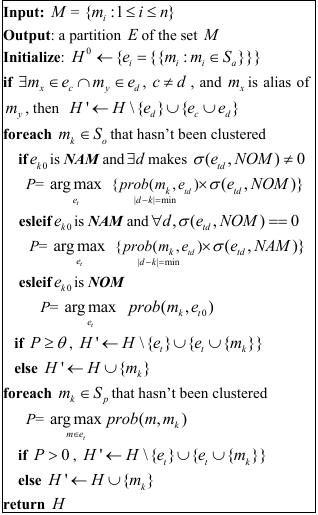 Input: M = {m_i : 1 ≤ i ≤ n}
Output: a partition E of the set M
Initialize: H^0 ← {e_i = {{m_i : m_i ∈ S_a}}}
if ∃m_x ∈ e_c ∩ m_y ∈ e_d, c ≠ d, and m_x is alias of
m_y, then H' ← H \ {e_d} ∪ {e_c ∪ e_d}
foreach m_k ∈ S_o that hasn't been clustered
if e_k0 is NAM and ∃d makes σ(e_td, NOM) ≠ 0
P= arg max {prob(m_k, e_td) × σ(e_td, NOM)}
e_t |d−k|=min
esleif e_k0 is NAM and ∀d, σ(e_td, NOM) == 0
P= arg max {prob(m_k, e_td) × σ(e_td, NAM)}
e_t |d−k|=min
esleif e_k0 is NOM
P= arg max prob(m_k, e_t0)
e_t
if P ≥ θ, H' ← H \ {e_t} ∪ {e_t ∪ {m_k}}
else H' ← H ∪ {m_k}
foreach m_k ∈ S_p that hasn't been clustered
P= arg max prob(m, m_k)
m∈e_t
if P > 0, H' ← H \ {e_t} ∪ {e_t ∪ {m_k}}
else H' ← H ∪ {m_k}
return H